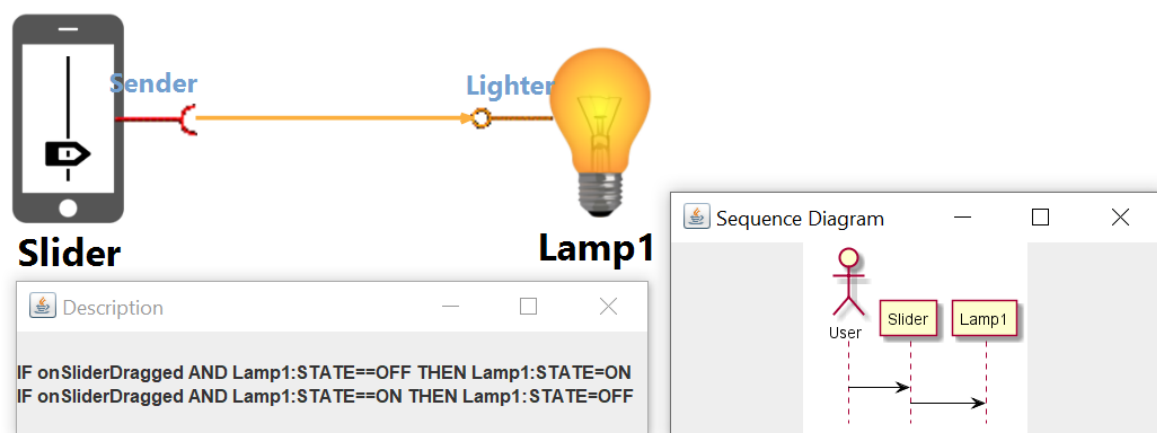 Sender
Lighter
Slider
Lamp1
Description
IF onSliderDragged AND Lamp1:STATE==OFF THEN Lamp1:STATE=ON
IF onSliderDragged AND Lamp1:STATE==ON THEN Lamp1:STATE=OFF
Sequence Diagram
User
Slider
Lamp1